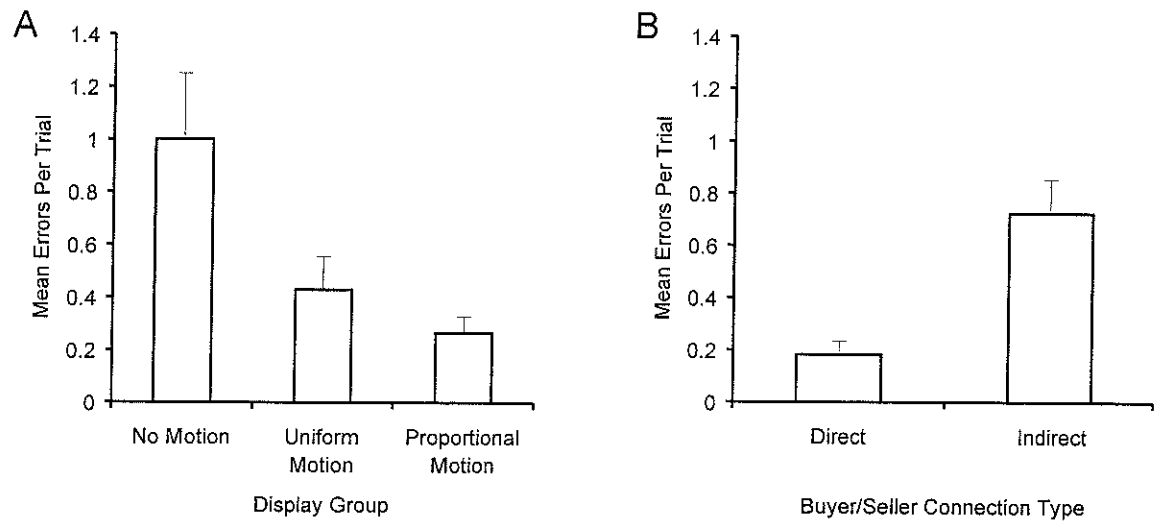 A
1.4
1.2
1
0.8
0.6
0.4
0.2
0
Mean Errors Per Trial
No Motion
Uniform
Motion
Proportional
Motion
Display Group
B
1.4
1.2
1
0.8
0.6
0.4
0.2
0
Mean Errors Per Trial
Direct
Indirect
Buyer/Seller Connection Type